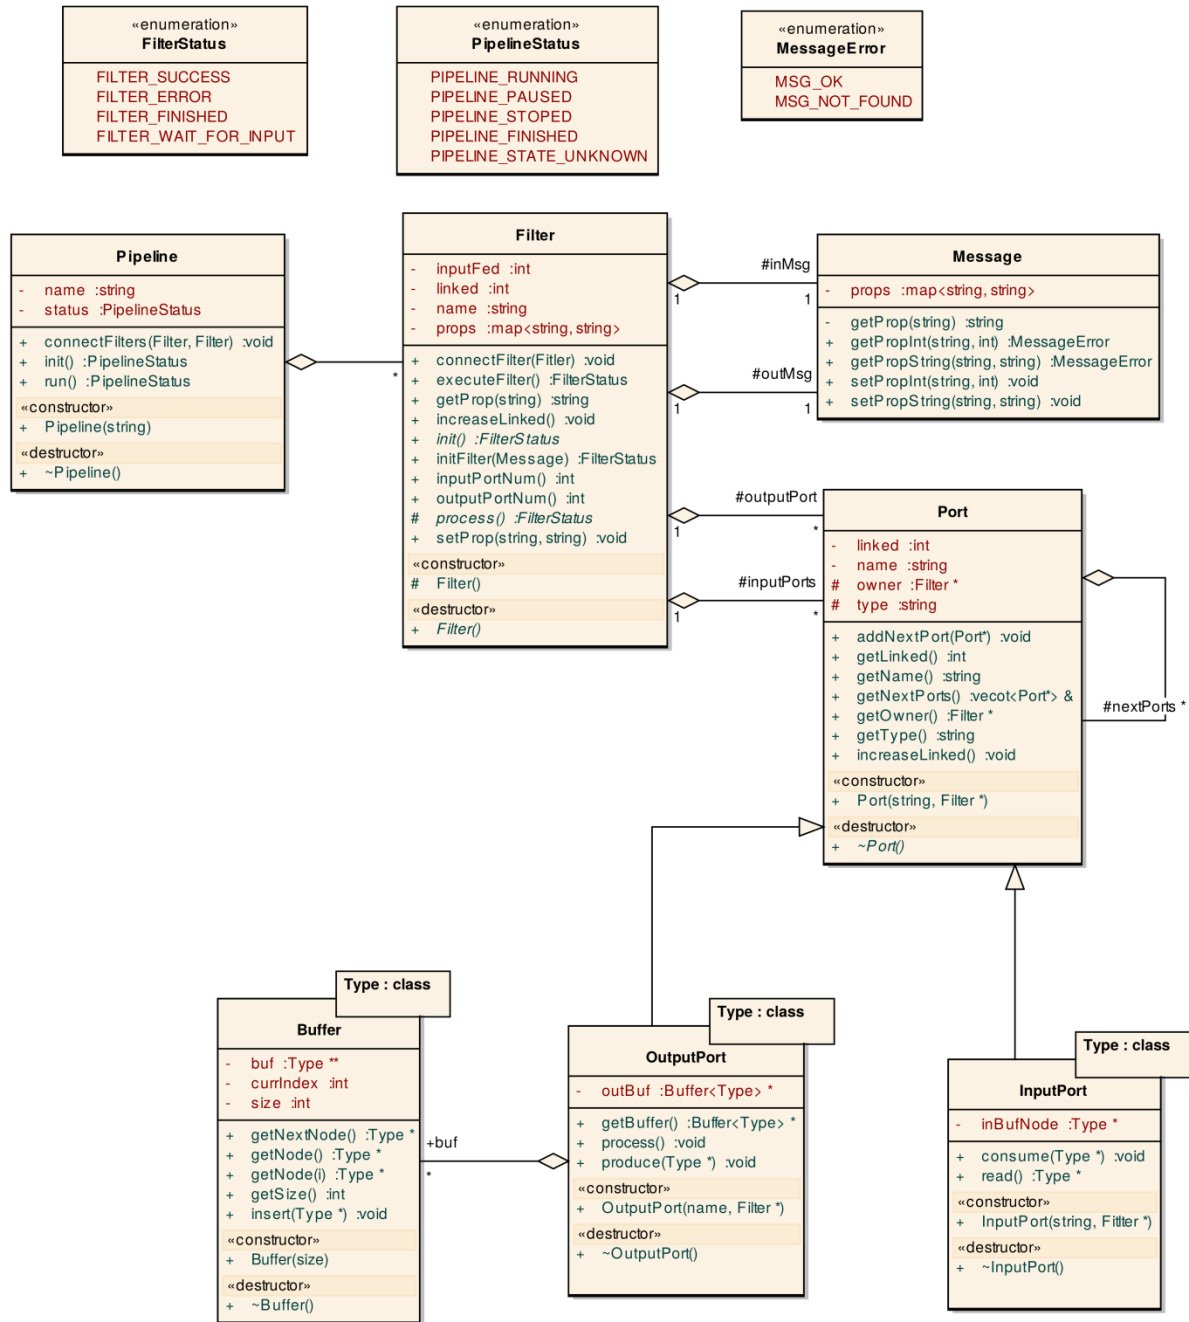 «enumeration»
FilterStatus
FILTER_SUCCESS
FILTER_ERROR
FILTER_FINISHED
FILTER_WAIT_FOR_INPUT
«enumeration»
PipelineStatus
PIPELINE_RUNNING
PIPELINE_PAUSED
PIPELINE_STOPED
PIPELINE_FINISHED
PIPELINE_STATE_UNKNOWN
«enumeration»
MessageError
MSG_OK
MSG_NOT_FOUND
Pipeline
- name :string
- status :PipelineStatus
+ connectFilters(Filter, Filter) :void
+ init() :PipelineStatus
+ run() :PipelineStatus
«constructor»
+ Pipeline(string)
«destructor»
+ ~Pipeline()
*
Filter
- inputFed :int
- linked :int
- name :string
- props :map<string, string>
+ connectFilter(Fitler) :void
+ executeFilter() :FilterStatus
+ getProp(string) :string
+ increaseLinked() :void
+ init() :FilterStatus
+ initFilter(Message) :FilterStatus
+ inputPortNum() :int
+ outputPortNum() :int
# process() :FilterStatus
+ setProp(string, string) :void
«constructor»
# Filter()
«destructor»
+ Filter()
#inMsg
1
1
#outMsg
1
1
#outputPort
1
*
#inputPorts
1
*
Message
- props :map<string, string>
- getProp(string) :string
+ getPropInt(string, int) :MessageError
+ getPropString(string, string) :MessageError
+ setPropInt(string, int) :void
+ setPropString(string, string) :void
Port
- linked :int
- name :string
# owner :Filter *
# type :string
+ addNextPort(Port*) :void
+ getLinked() :int
+ getName() :string
+ getNextPorts() :vecot<Port*> &
+ getOwner() :Filter *
+ getType() :string
+ increaseLinked() :void
«constructor»
+ Port(string, Filter *)
«destructor»
+ ~Port()
#nextPorts *
Type : class
Buffer
- buf :Type **
- currIndex :int
- size :int
+ getNextNode() :Type *
+ getNode() :Type *
+ getNode(i) :Type *
+ getSize() :int
+ insert(Type *) :void
«constructor»
+ Buffer(size)
«destructor»
+ ~Buffer()
+buf
*
Type : class
OutputPort
- outBuf :Buffer<Type> *
+ getBuffer() :Buffer<Type> *
+ process() :void
+ produce(Type *) :void
«constructor»
+ OutputPort(name, Filter *)
«destructor»
+ ~OutputPort()
Type : class
InputPort
- inBufNode :Type *
+ consume(Type *) :void
+ read() :Type *
«constructor»
+ InputPort(string, Fitlter *)
«destructor»
+ ~InputPort()